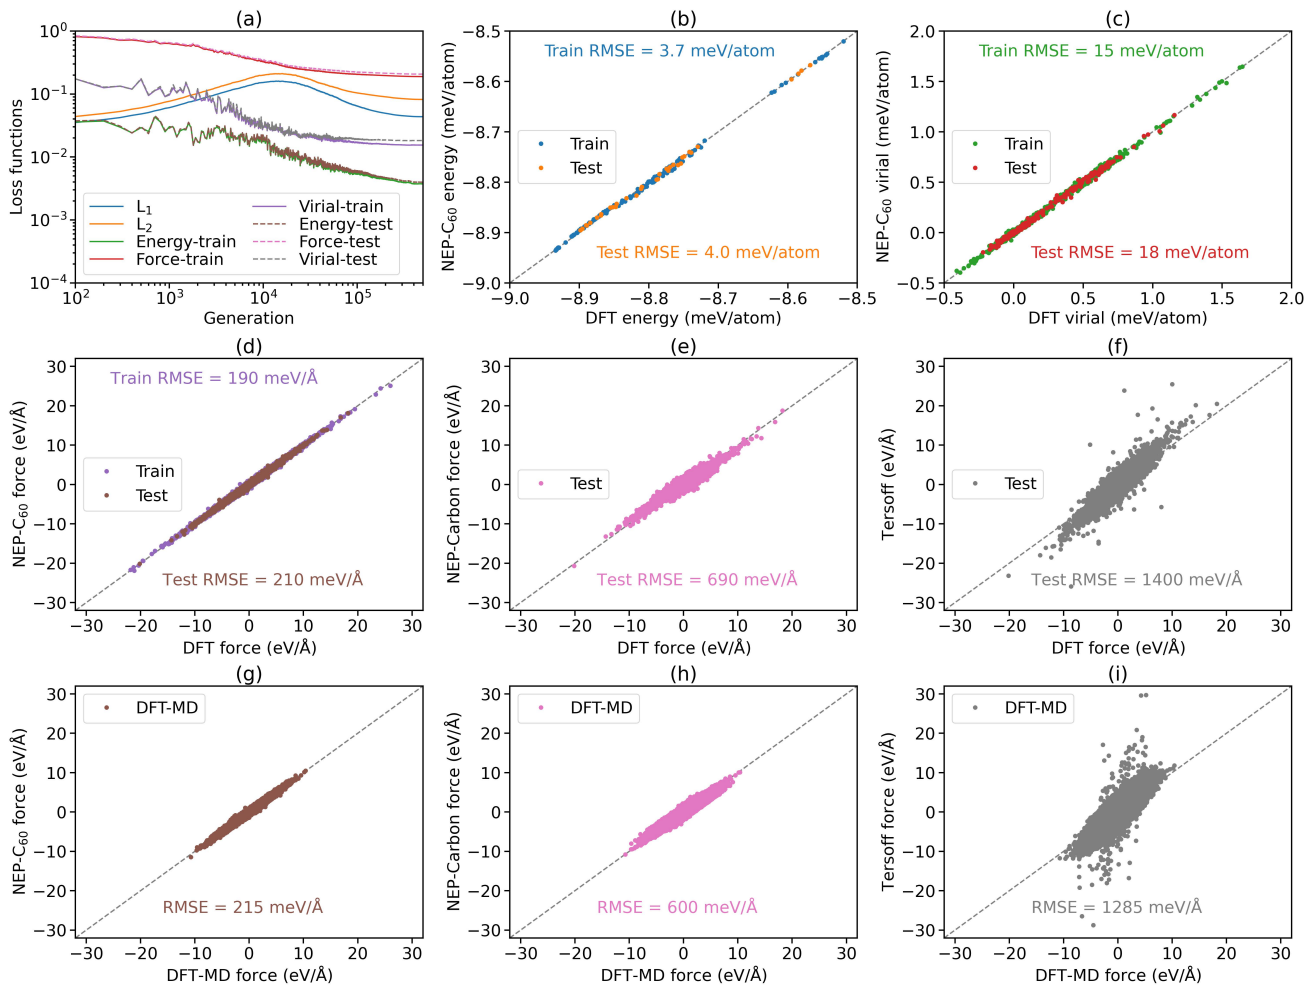 (a)
10⁰
10⁻¹
10⁻²
10⁻³
10⁻⁴
Loss functions
L₁
L₂
Energy-train
Force-train
Virial-train
Energy-test
Force-test
Virial-test
10² 10³ 10⁴ 10⁵
Generation
(b)
Train RMSE = 3.7 meV/atom
−8.5
−8.6
−8.7
−8.8
−8.9
−9.0
NEP-C₆₀ energy (meV/atom)
Train
Test
Test RMSE = 4.0 meV/atom
−9.0 −8.9 −8.8 −8.7 −8.6 −8.5
DFT energy (meV/atom)
(c)
Train RMSE = 15 meV/atom
2.0
1.5
1.0
0.5
0.0
−0.5
NEP-C₆₀ virial (meV/atom)
Train
Test
Test RMSE = 18 meV/atom
−0.5 0.0 0.5 1.0 1.5 2.0
DFT virial (meV/atom)
(d)
Train RMSE = 190 meV/Å
30
20
10
0
−10
−20
−30
NEP-C₆₀ force (eV/Å)
Train
Test
Test RMSE = 210 meV/Å
−30 −20 −10 0 10 20 30
DFT force (eV/Å)
(e)
30
20
10
0
−10
−20
−30
NEP-Carbon force (eV/Å)
Test
Test RMSE = 690 meV/Å
−30 −20 −10 0 10 20 30
DFT force (eV/Å)
(f)
30
20
10
0
−10
−20
−30
Tersoff (eV/Å)
Test
Test RMSE = 1400 meV/Å
−30 −20 −10 0 10 20 30
DFT force (eV/Å)
(g)
30
20
10
0
−10
−20
−30
NEP-C₆₀ force (eV/Å)
DFT-MD
RMSE = 215 meV/Å
−30 −20 −10 0 10 20 30
DFT-MD force (eV/Å)
(h)
30
20
10
0
−10
−20
−30
NEP-Carbon force (eV/Å)
DFT-MD
RMSE = 600 meV/Å
−30 −20 −10 0 10 20 30
DFT-MD force (eV/Å)
(i)
30
20
10
0
−10
−20
−30
Tersoff force (eV/Å)
DFT-MD
RMSE = 1285 meV/Å
−30 −20 −10 0 10 20 30
DFT-MD force (eV/Å)